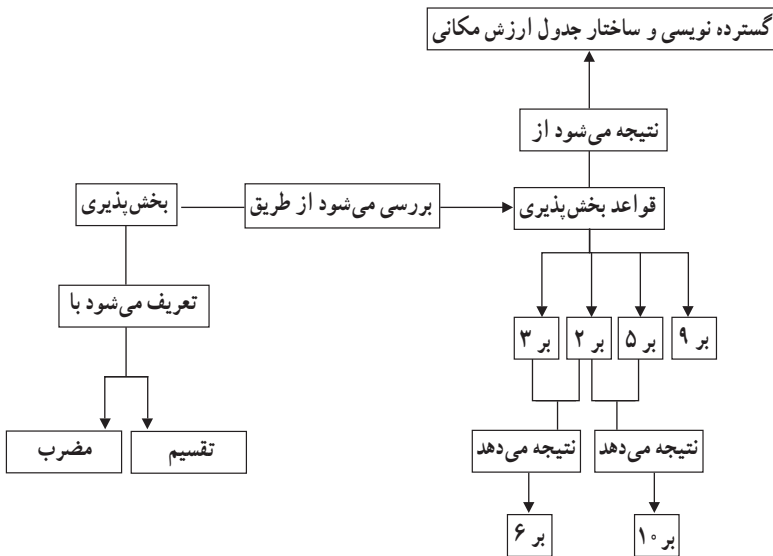 گسترده نویسی و ساختار جدول ارزش مکانی
نتیجه می‌شود از
قواعد بخش‌پذیری
بررسی می‌شود از طریق
بخش‌پذیری
تعریف می‌شود با
بر ۹
بر ۵
بر ۲
بر ۳
تقسیم
مضرب
نتیجه می‌دهد
نتیجه می‌دهد
بر ۱۰
بر ۶